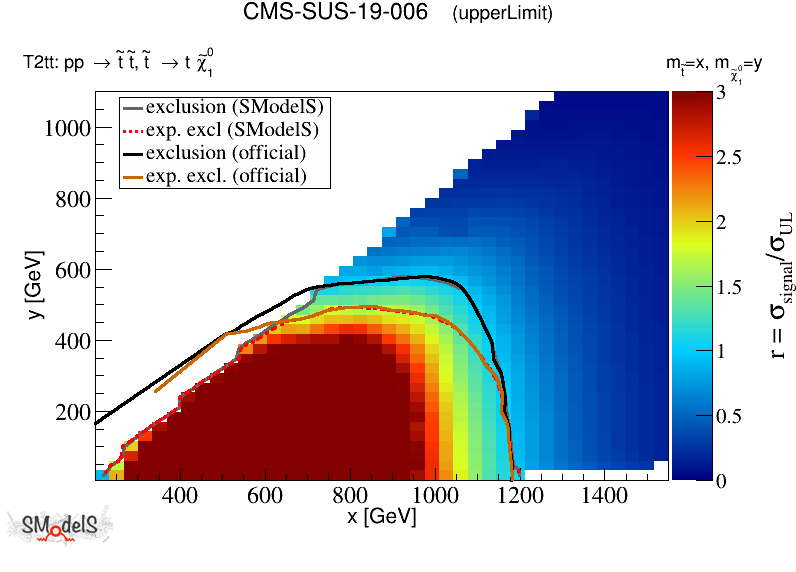 CMS-SUS-19-006 (upperLimit)
T2tt: pp → t̃ t̃, t̃ → t χ̃₁⁰
m_t̃=x, m_χ̃₁⁰=y
exclusion (SModelS)
exp. excl (SModelS)
exclusion (official)
exp. excl. (official)
1000
800
600
400
200
y [GeV]
400 600 800 1000 1200 1400
x [GeV]
3
2.5
2
1.5
1
0.5
0
r = σ_signal/σ_UL
SModelS